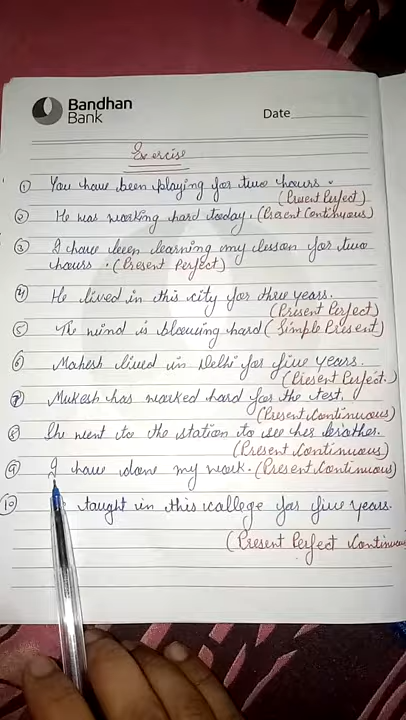 Bandhan
Bank
Date
Exercise
① You have been playing for two hours.
(Present Perfect)
② He was working hard today. (Present Continuous)
③ I have been learning my lesson for two
hours. (Present Perfect)
④ He lived in this city for three years.
(Present Perfect)
⑤ The wind is blowing hard (Simple Present)
⑥ Mahesh lived in Delhi for five years.
(Present Perfect.)
⑦ Mukesh has worked hard for the test.
(Present Continuous)
⑧ She went to the station to see her brother.
(Present Continuous)
⑨ I have done my work. (Present Continuous)
⑩ taught in this college for five years.
(Present Perfect Continuous